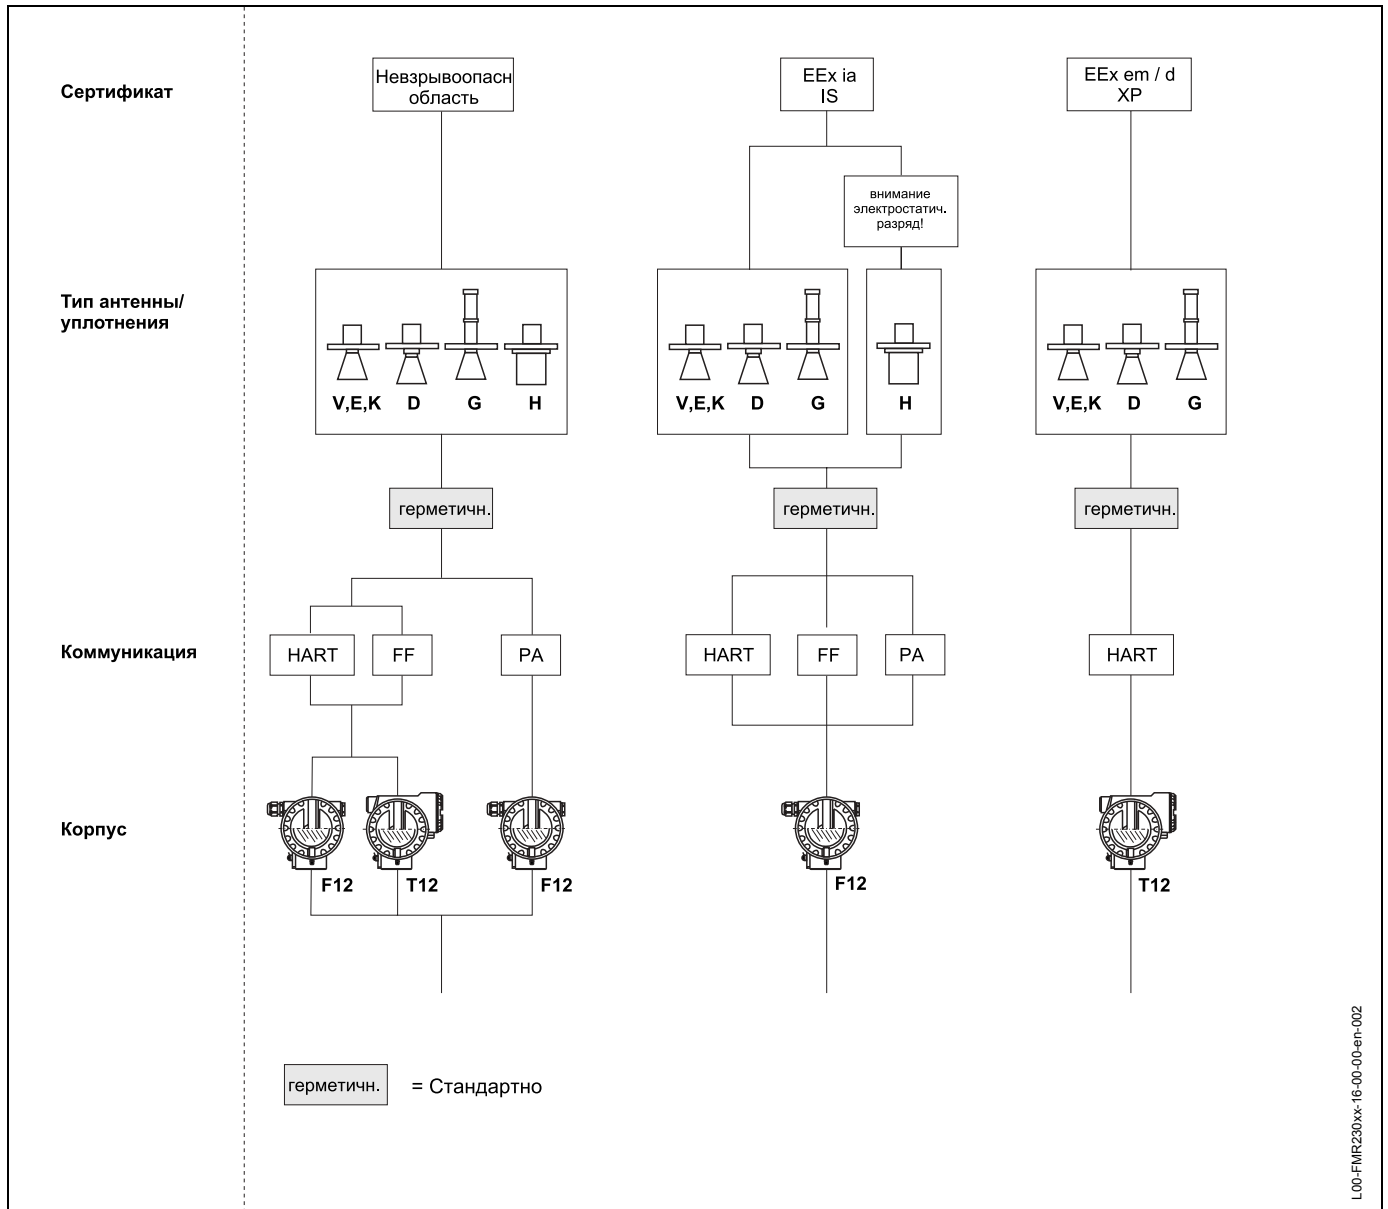 Сертификат
Невзрывоопасн
область
EEx ia
IS
EEx em / d
XP
внимание
электростатич.
разряд!
Тип антенны/
уплотнения
V,E,K D G H
V,E,K D G
H
V,E,K D G
герметичн.
герметичн.
герметичн.
Коммуникация
HART
FF
PA
HART
FF
PA
HART
Корпус
F12
T12
F12
F12
T12
герметичн.
= Стандартно
L00-FMR230xx-16-00-00-en-002